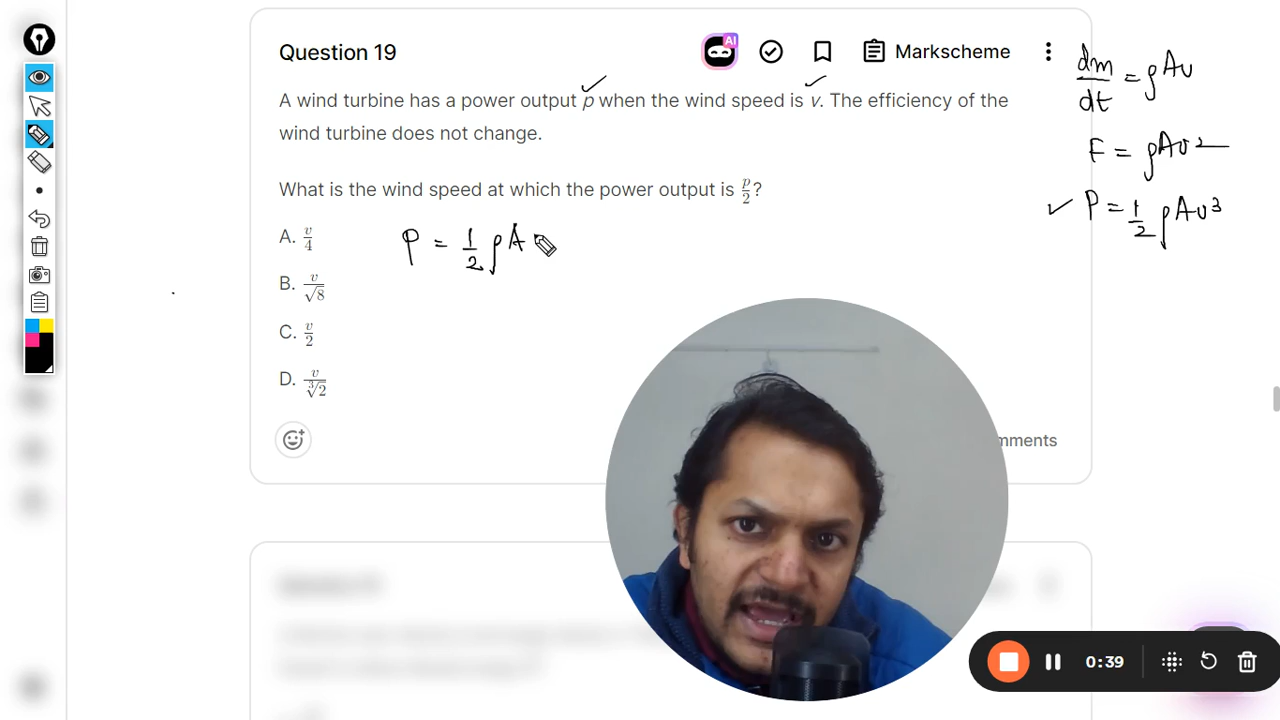 Question 19
AI
Markscheme
A wind turbine has a power output p when the wind speed is v. The efficiency of the
wind turbine does not change.
What is the wind speed at which the power output is p/2?
A. v/4
B. v/√8
C. v/2
D. v/∛2
P = 1/2 ρA
dm/dt = ρAv
F = ρAv²
✓ P = 1/2 ρAv³
mments
0:39